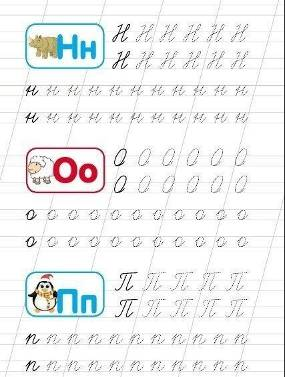 Нн
Н Н Н Н Н Н
Н Н Н Н Н Н
н н н н н н н н н н н
н н н н н н н н н н н
Оо
О О О О О О
О О О О О О
о о о о о о о о о о о
о о о о о о о о о о о
Пп
П П П П П
П П П П П
п п п п п п п п п п
п п п п п п п п п п